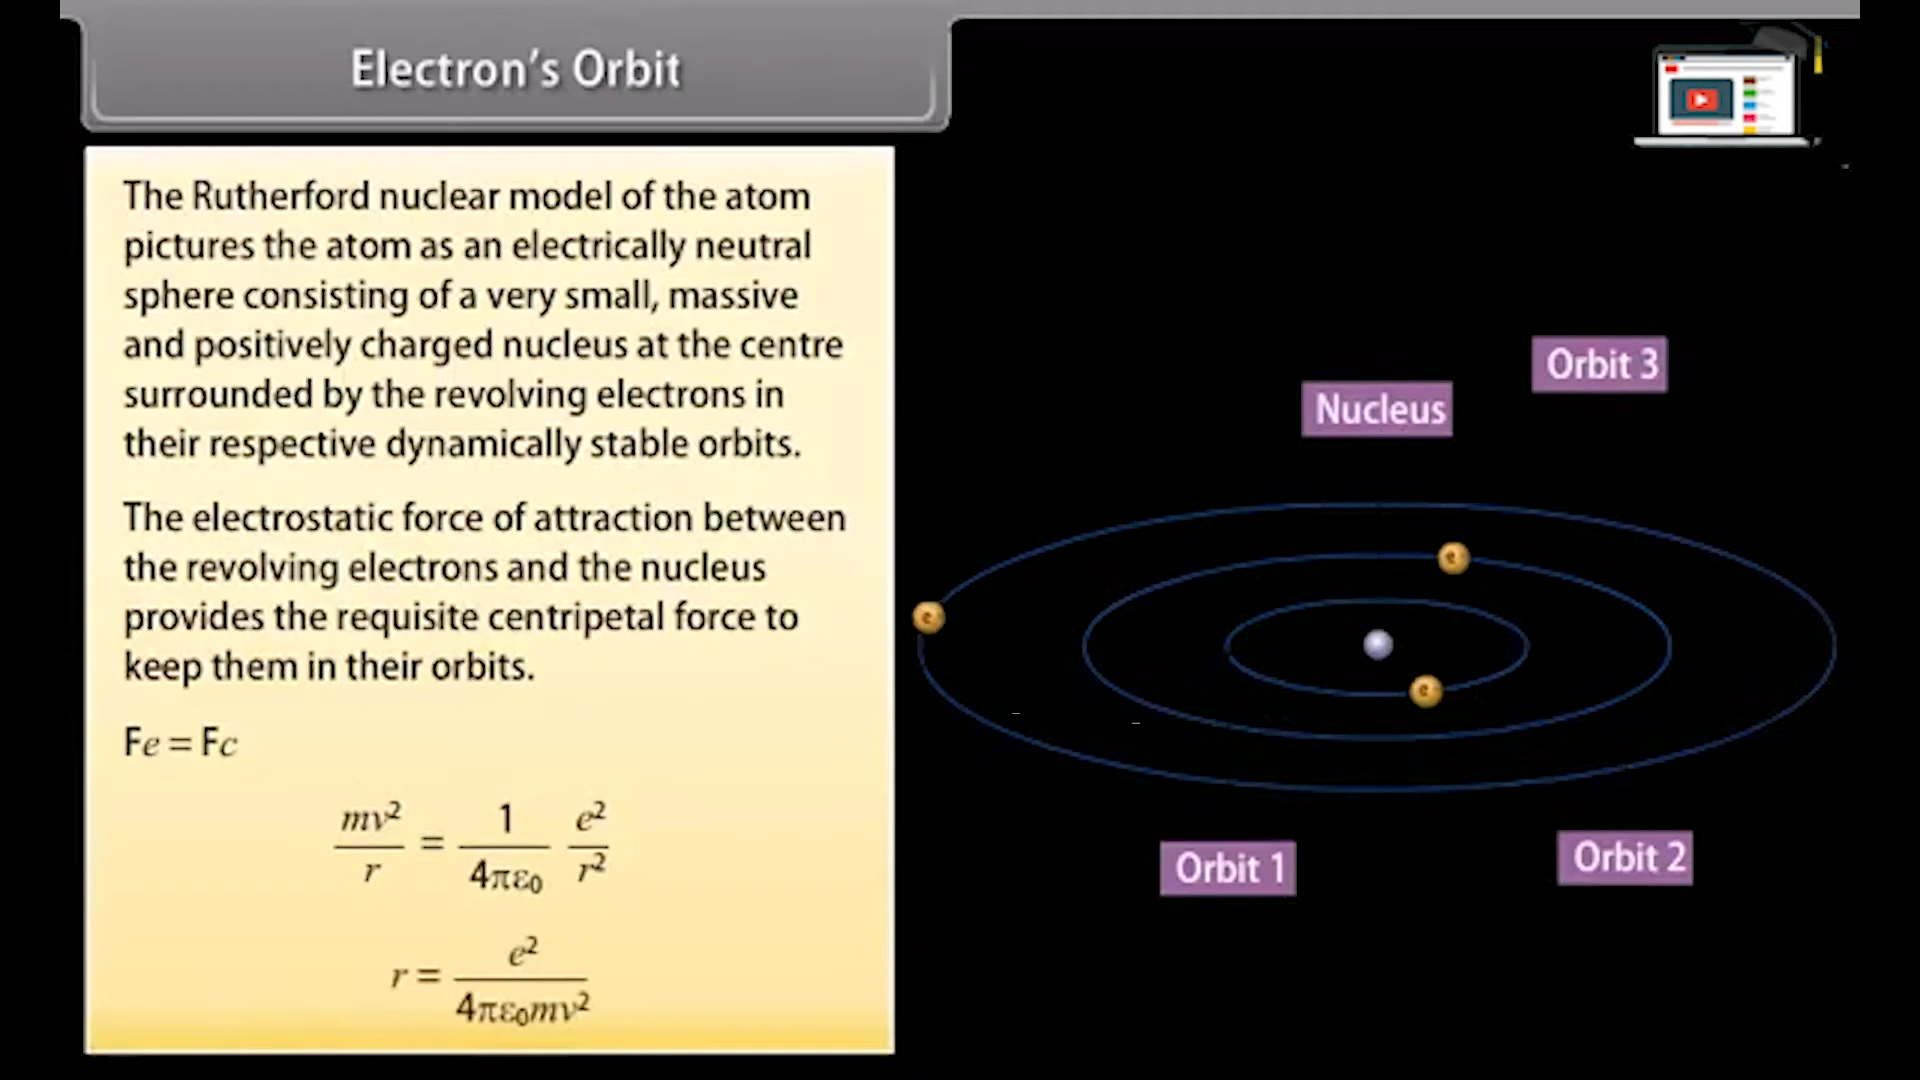 Electron's Orbit
The Rutherford nuclear model of the atom
pictures the atom as an electrically neutral
sphere consisting of a very small, massive
and positively charged nucleus at the centre
surrounded by the revolving electrons in
their respective dynamically stable orbits.
The electrostatic force of attraction between
the revolving electrons and the nucleus
provides the requisite centripetal force to
keep them in their orbits.
Fe = Fc
mv²/r = 1/4πε₀ e²/r²
r = e²/4πε₀mv²
Orbit 3
Nucleus
e
e
e
Orbit 1
Orbit 2